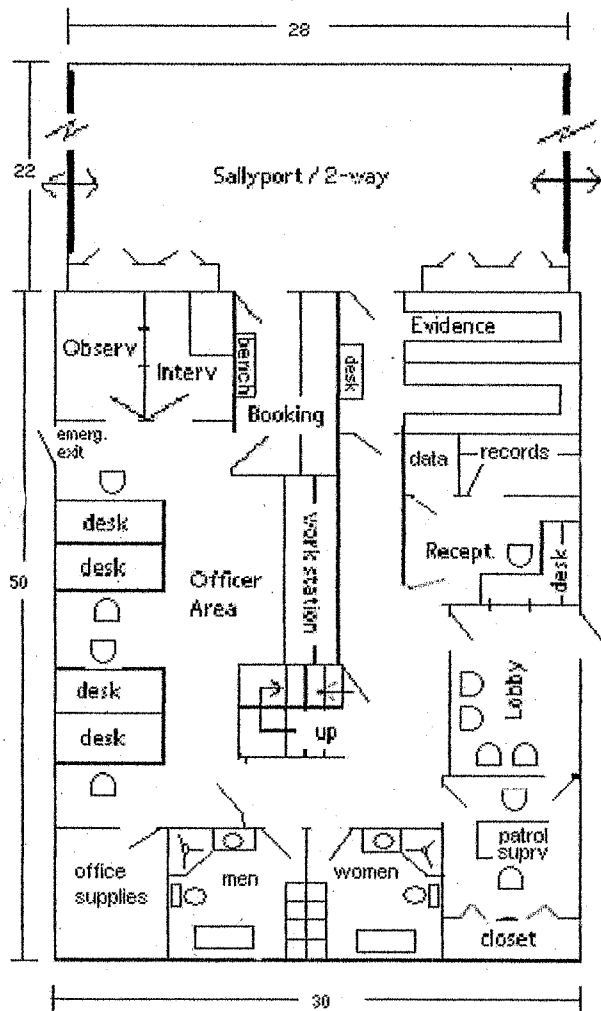 28
22
Sallyport / 2-way
Observ
Interv
bench
Booking
desk
Evidence
emerg.
exit
data
records
desk
desk
50
Officer
Area
work station
Recept.
desk
desk
desk
up
Lobby
office
supplies
men
women
patrol
suprv
closet
30